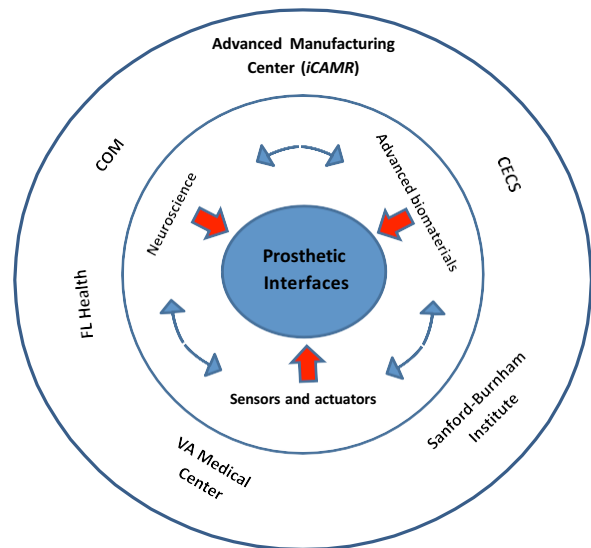 Advanced Manufacturing
Center (iCAMR)
COM
CECS
Neuroscience
Advanced biomaterials
Prosthetic
Interfaces
FL Health
Sensors and actuators
Sanford-Burnham
Institute
VA Medical
Center